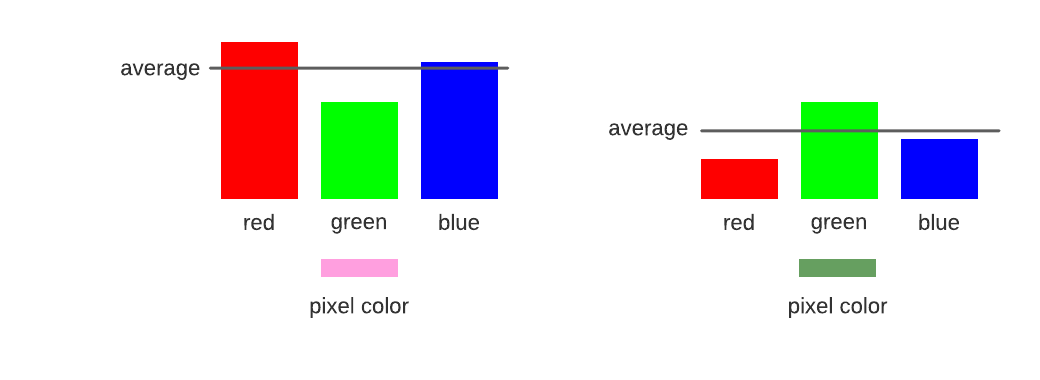 average
red
green
blue
pixel color
average
red
green
blue
pixel color